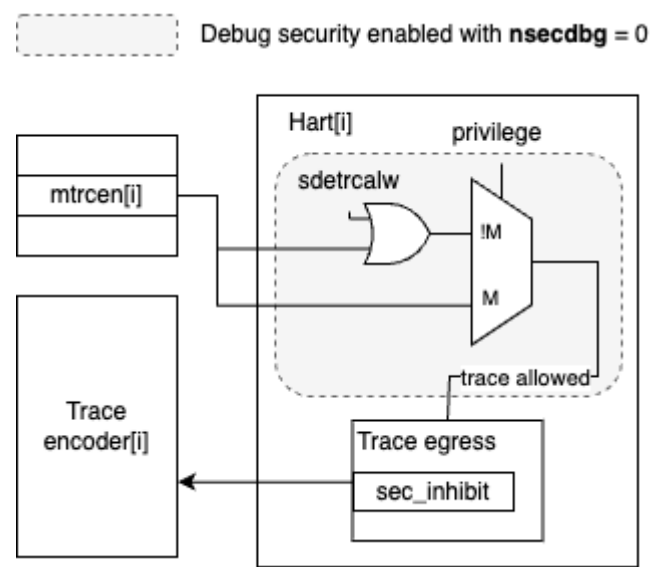 Debug security enabled with nsecdbg = 0
Hart[i]
privilege
sdetrcalw
mtrcen[i]
!M
M
trace allowed
Trace
encoder[i]
Trace egress
sec_inhibit